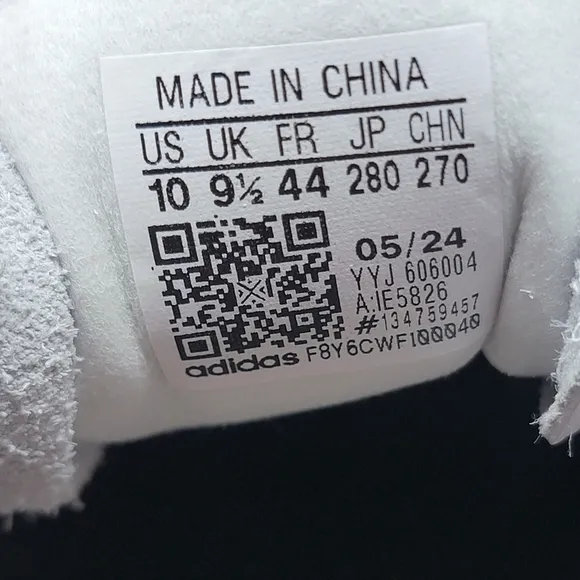 MADE IN CHINA
US UK FR JP CHN
10 9½ 44 280 270
05/24
YYJ 606004
A:IE5826
#134759457
adidas F8Y6CWF100040